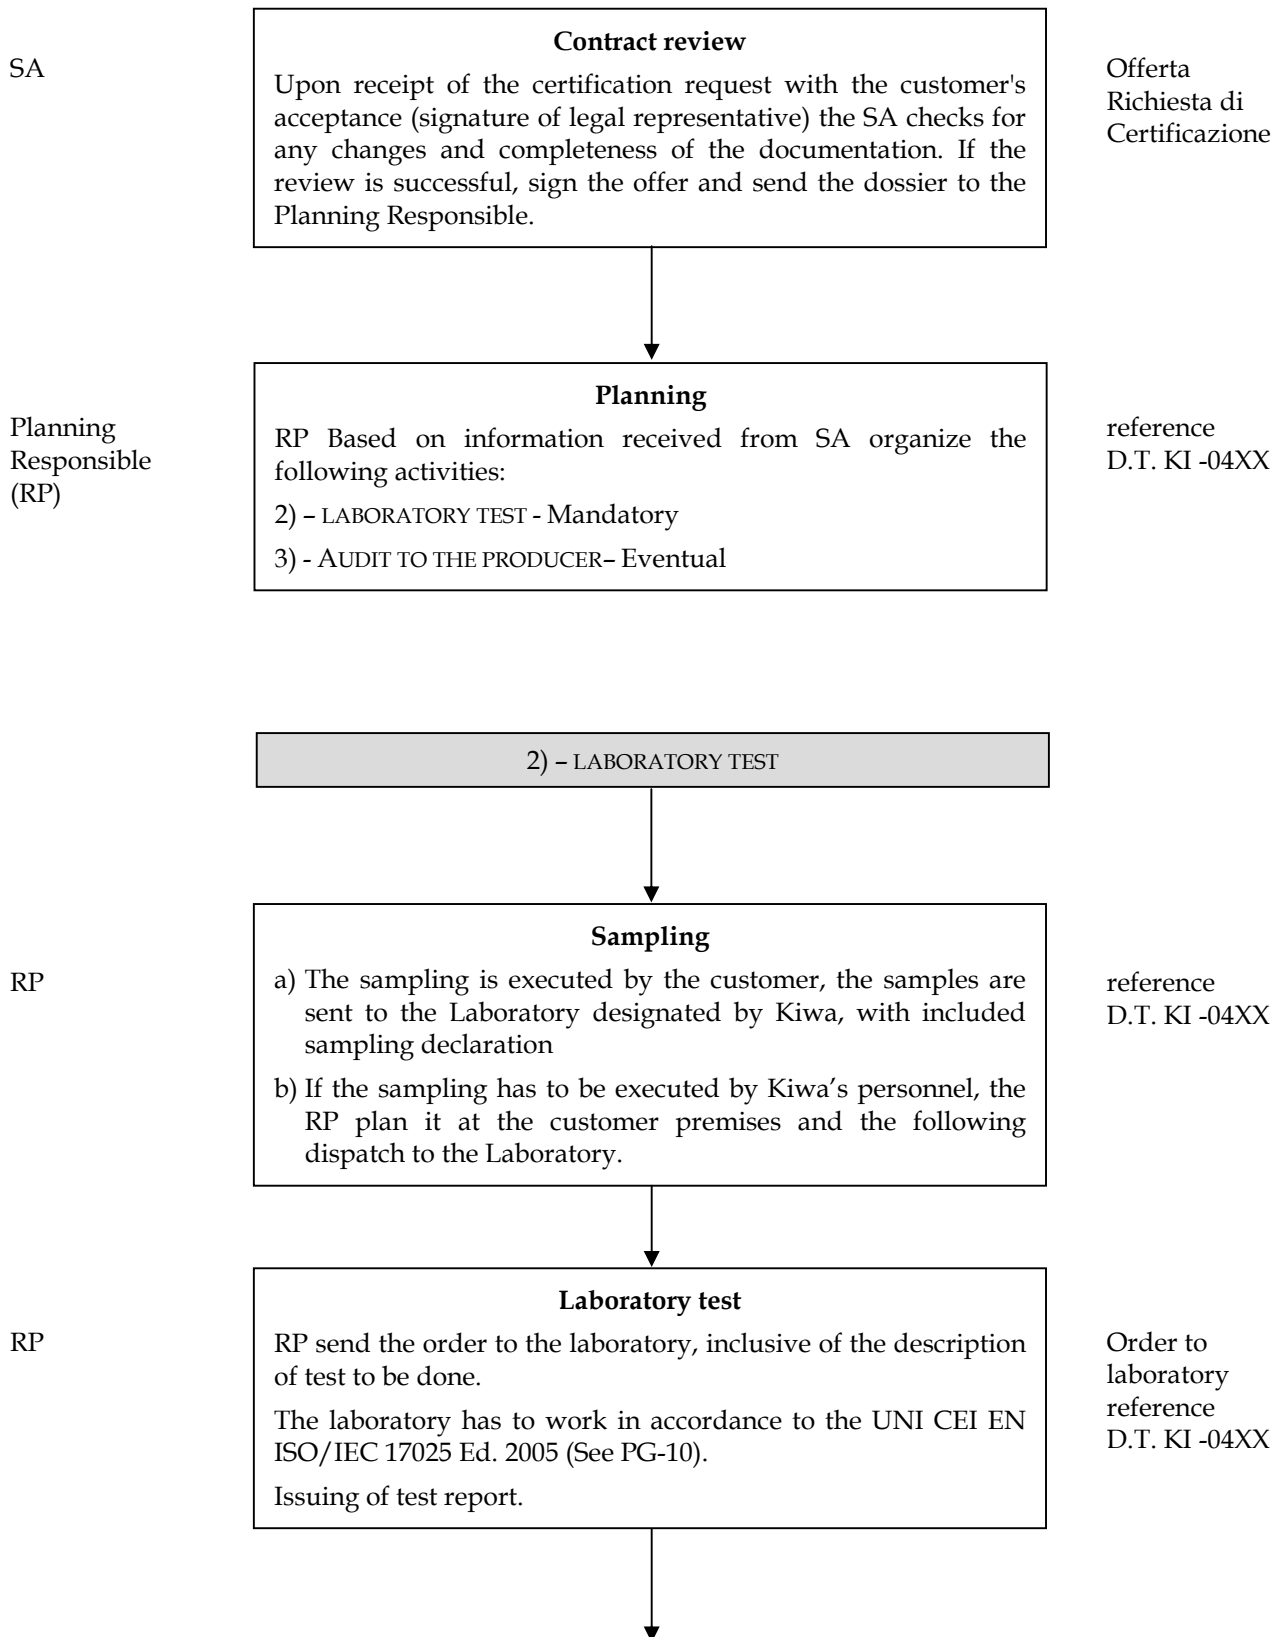 SA
Contract review
Upon receipt of the certification request with the customer's
acceptance (signature of legal representative) the SA checks for
any changes and completeness of the documentation. If the
review is successful, sign the offer and send the dossier to the
Planning Responsible.
Offerta
Richiesta di
Certificazione
Planning
Responsible
(RP)
Planning
RP Based on information received from SA organize the
following activities:
2) – LABORATORY TEST - Mandatory
3) - AUDIT TO THE PRODUCER– Eventual
reference
D.T. KI -04XX
2) – LABORATORY TEST
RP
Sampling
a) The sampling is executed by the customer, the samples are
sent to the Laboratory designated by Kiwa, with included
sampling declaration
b) If the sampling has to be executed by Kiwa’s personnel, the
RP plan it at the customer premises and the following
dispatch to the Laboratory.
reference
D.T. KI -04XX
RP
Laboratory test
RP send the order to the laboratory, inclusive of the description
of test to be done.
The laboratory has to work in accordance to the UNI CEI EN
ISO/IEC 17025 Ed. 2005 (See PG-10).
Issuing of test report.
Order to
laboratory
reference
D.T. KI -04XX